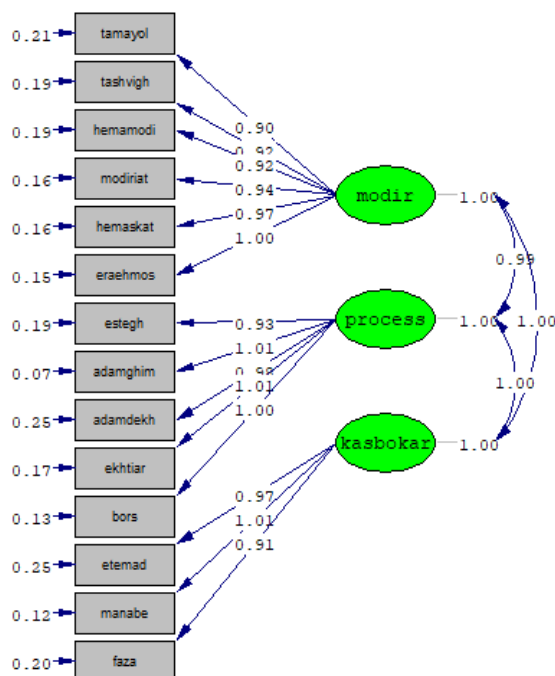 0.21 tamayol
0.19 tashvigh
0.19 hemamodi
0.16 modiriat
0.16 hemaskat
0.15 eraehmos
0.19 estegh
0.07 adamghim
0.25 adamdekh
0.17 ekhtiar
0.13 bors
0.25 etemad
0.12 manabe
0.20 faza
0.90
0.92
0.94
0.97
1.00
0.93
1.01
1.01
1.00
0.97
1.01
0.91
modir 1.00
process 1.00
kasbokar 1.00
0.99
1.00
1.00